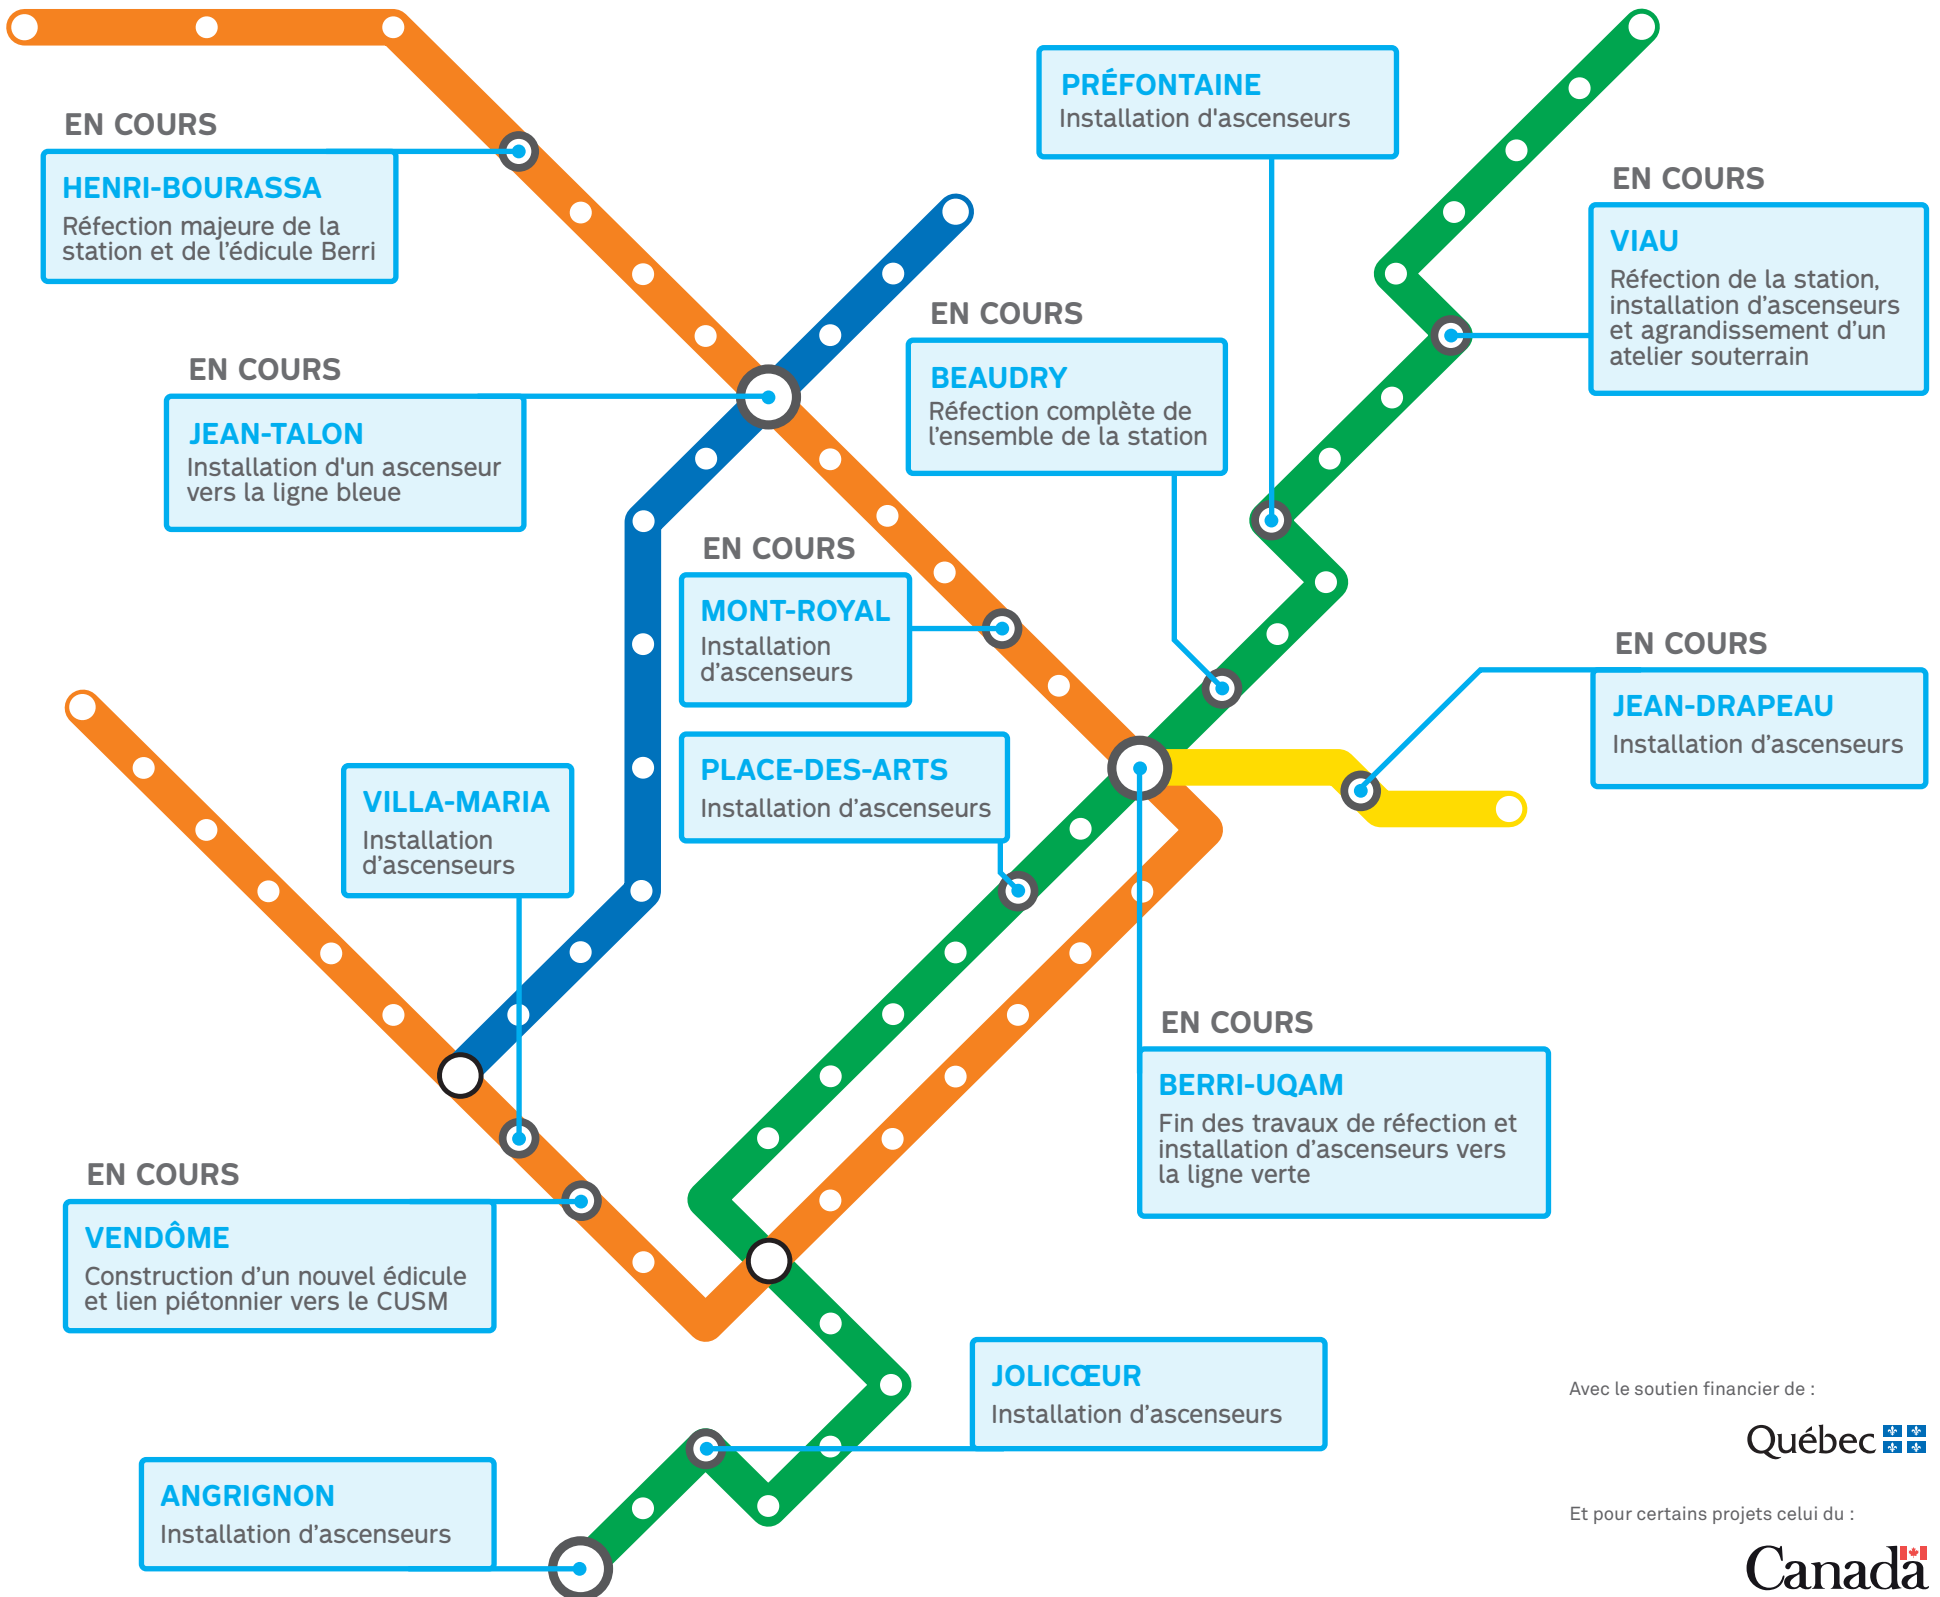 PRÉFONTAINE
Installation d'ascenseurs
EN COURS
HENRI-BOURASSA
Réfection majeure de la
station et de l’édicule Berri
EN COURS
VIAU
Réfection de la station,
installation d’ascenseurs
et agrandissement d’un
atelier souterrain
EN COURS
BEAUDRY
Réfection complète de
l’ensemble de la station
EN COURS
JEAN-TALON
Installation d'un ascenseur
vers la ligne bleue
EN COURS
MONT-ROYAL
Installation
d’ascenseurs
EN COURS
JEAN-DRAPEAU
Installation d’ascenseurs
PLACE-DES-ARTS
Installation d’ascenseurs
VILLA-MARIA
Installation
d’ascenseurs
EN COURS
BERRI-UQAM
Fin des travaux de réfection et
installation d’ascenseurs vers
la ligne verte
EN COURS
VENDÔME
Construction d’un nouvel édicule
et lien piétonnier vers le CUSM
JOLICŒUR
Installation d’ascenseurs
ANGRIGNON
Installation d’ascenseurs
Avec le soutien financier de :
Québec
Et pour certains projets celui du :
Canada